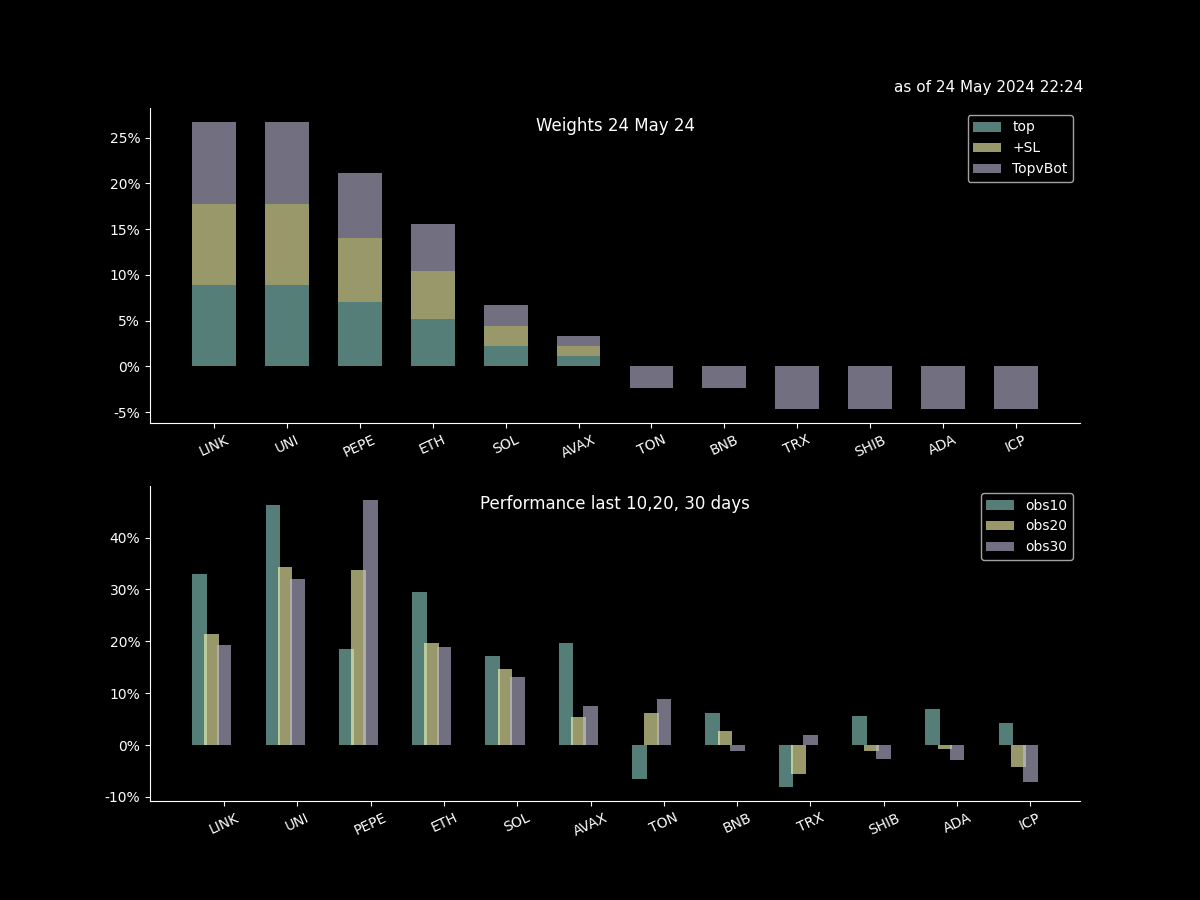 as of 24 May 2024 22:24
Weights 24 May 24
top
+SL
TopvBot
25%
20%
15%
10%
5%
0%
-5%
LINK UNI PEPE ETH SOL AVAX TON BNB TRX SHIB ADA ICP
Performance last 10,20, 30 days
obs10
obs20
obs30
40%
30%
20%
10%
0%
-10%
LINK UNI PEPE ETH SOL AVAX TON BNB TRX SHIB ADA ICP